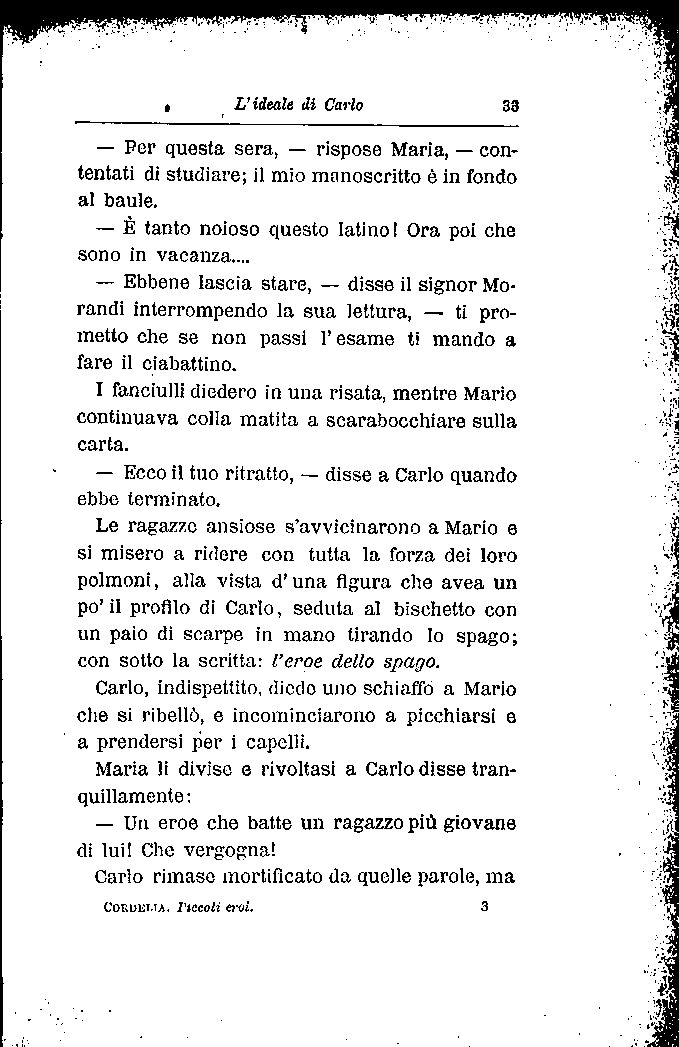 L'ideale di Carlo 33
— Per questa sera, — rispose Maria, — con-
tentati di studiare; il mio manoscritto è in fondo
al baule.
— È tanto noioso questo latino! Ora poi che
sono in vacanza....
— Ebbene lascia stare, — disse il signor Mo-
randi interrompendo la sua lettura, — ti pro-
metto che se non passi l'esame ti mando a
fare il ciabattino.
I fanciulli diedero in una risata, mentre Mario
continuava colla matita a scarabocchiare sulla
carta.
— Ecco il tuo ritratto, — disse a Carlo quando
ebbe terminato.
Le ragazze ansiose s'avvicinarono a Mario e
si misero a ridere con tutta la forza dei loro
polmoni, alla vista d'una figura che avea un
po' il profilo di Carlo, seduta al bischetto con
un paio di scarpe in mano tirando lo spago;
con sotto la scritta: l'eroe dello spago.
Carlo, indispettito, diede uno schiaffo a Mario
che si ribellò, e incominciarono a picchiarsi e
a prendersi per i capelli.
Maria li divise e rivoltasi a Carlo disse tran-
quillamente:
— Un eroe che batte un ragazzo più giovane
di lui! Che vergogna!
Carlo rimase mortificato da quelle parole, ma
CORDELIA. Piccoli eroi. 3